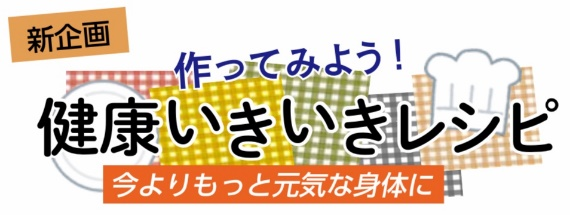 新企画
作ってみよう！
健康いきいきレシピ
今よりもっと元気な身体に